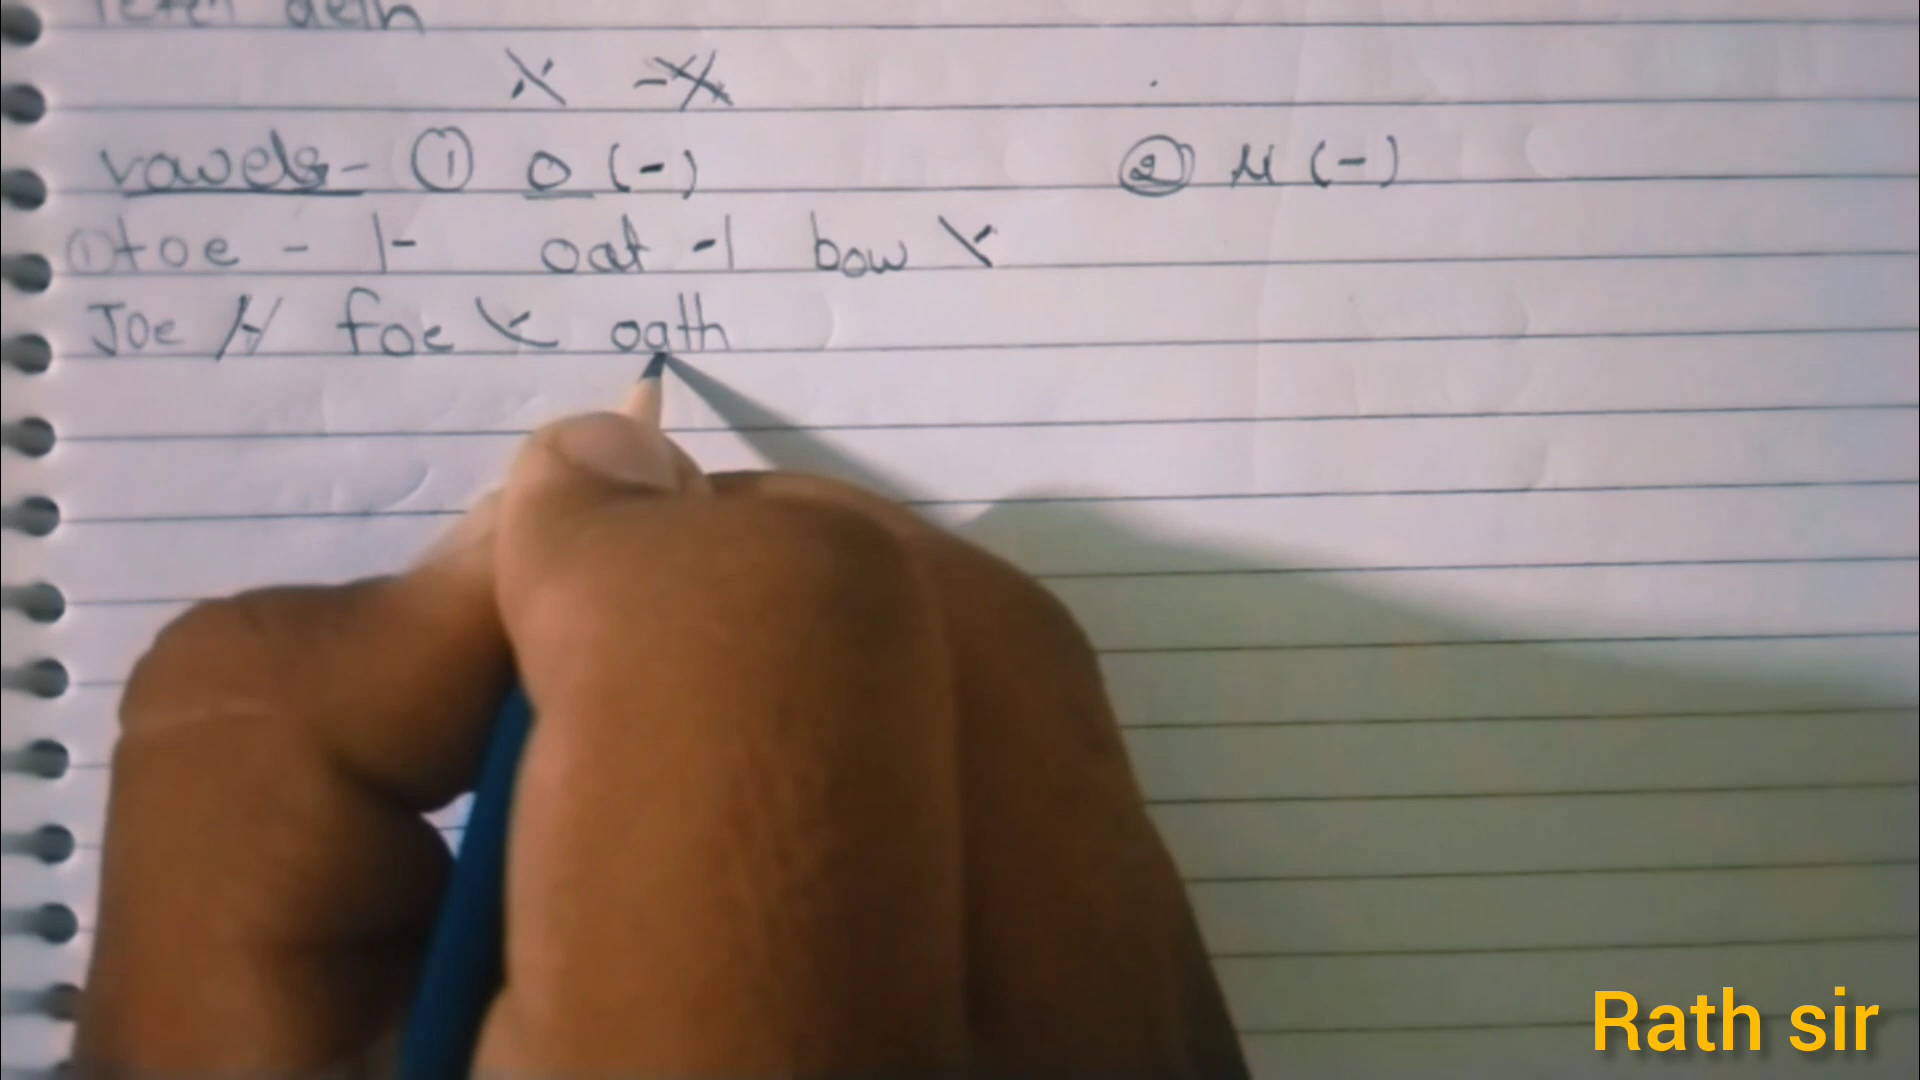 vowels - ① o (-) ② u (-)
① toe - oat bow
Joe foe oath
Rath sir